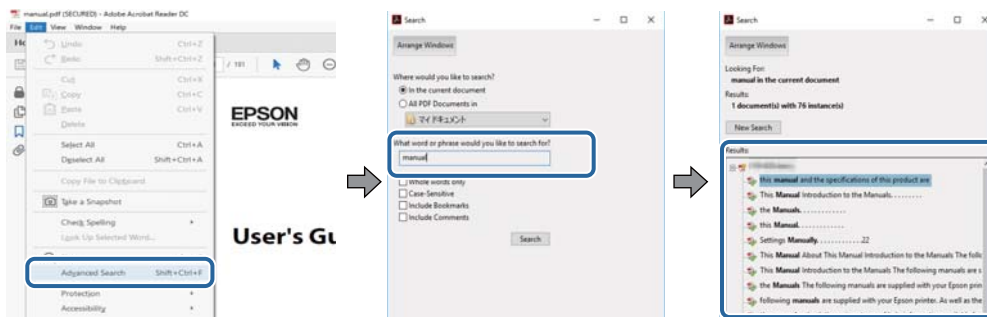 manual.pdf (SECURED) - Adobe Acrobat Reader DC
File Edit View Window Help
Undo Ctrl+Z
Redo Shift+Ctrl+Z
Cut Ctrl+X
Copy Ctrl+C
Paste Ctrl+V
Delete
Select All Ctrl+A
Deselect All Shift+Ctrl+A
Copy File to Clipboard
Take a Snapshot
Check Spelling
Look Up Selected Word...
Advanced Search Shift+Ctrl+F
Protection
Accessibility
/ 191
EPSON
EXCEED YOUR VISION
User's Gu
Search
Arrange Windows
Where would you like to search?
In the current document
All PDF Documents in
マイ ドキュメント
What word or phrase would you like to search for?
manual
Whole words only
Case-Sensitive
Include Bookmarks
Include Comments
Search
Search
Arrange Windows
Looking For:
manual in the current document
Results:
1 document(s) with 76 instance(s)
New Search
Results:
this manual and the specifications of this product are
This Manual Introduction to the Manuals. . . . . . . .
the Manuals. . . . . . . . . . . .
this Manual. . . . . . . . . . . .
Settings Manually. . . . . . . . . . . . 22
This Manual About This Manual Introduction to the Manuals The follo
This Manual Introduction to the Manuals The following manuals are s
the Manuals The following manuals are supplied with your Epson prin
following manuals are supplied with your Epson printer. As well as the